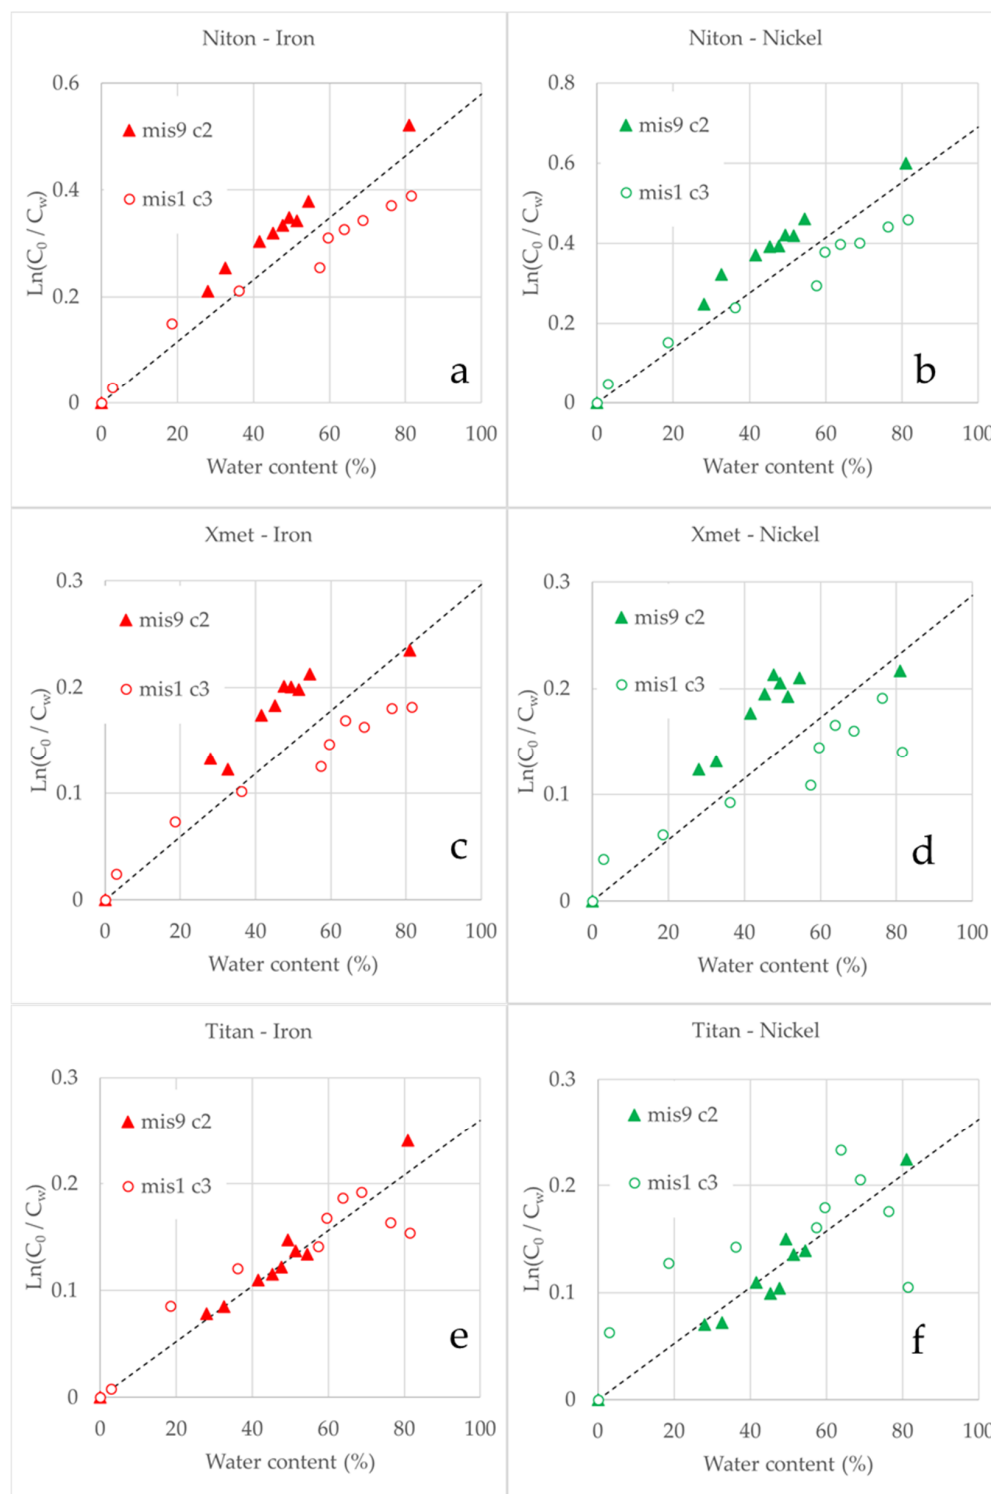 Niton - Iron
0.6
mis9 c2
mis1 c3
0.4
Ln(C0 / Cw)
0.2
a
0
0 20 40 60 80 100
Water content (%)
Niton - Nickel
0.8
mis9 c2
0.6
mis1 c3
Ln(C0 / Cw)
0.4
0.2
b
0
0 20 40 60 80 100
Water content (%)
Xmet - Iron
0.3
mis9 c2
mis1 c3
0.2
Ln(C0 / Cw)
0.1
c
0
0 20 40 60 80 100
Water content (%)
Xmet - Nickel
0.3
mis9 c2
mis1 c3
0.2
Ln(C0 / Cw)
0.1
d
0
0 20 40 60 80 100
Water content (%)
Titan - Iron
0.3
mis9 c2
mis1 c3
0.2
Ln(C0 / Cw)
0.1
e
0
0 20 40 60 80 100
Water content (%)
Titan - Nickel
0.3
mis9 c2
mis1 c3
0.2
Ln(C0 / Cw)
0.1
f
0
0 20 40 60 80 100
Water content (%)